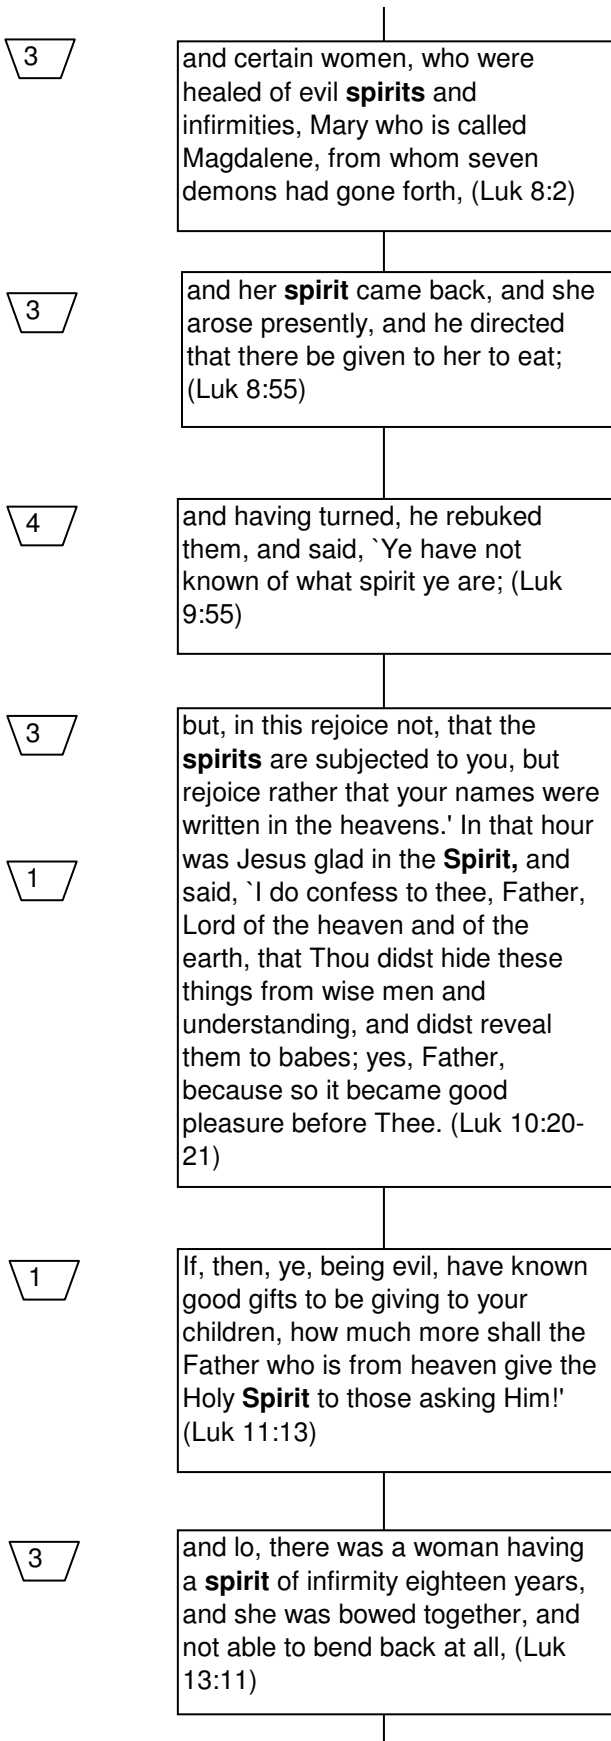 3
and certain women, who were
healed of evil spirits and
infirmities, Mary who is called
Magdalene, from whom seven
demons had gone forth, (Luk 8:2)
3
and her spirit came back, and she
arose presently, and he directed
that there be given to her to eat;
(Luk 8:55)
4
and having turned, he rebuked
them, and said, `Ye have not
known of what spirit ye are; (Luk
9:55)
3
but, in this rejoice not, that the
spirits are subjected to you, but
rejoice rather that your names were
written in the heavens.' In that hour
1
was Jesus glad in the Spirit, and
said, `I do confess to thee, Father,
Lord of the heaven and of the
earth, that Thou didst hide these
things from wise men and
understanding, and didst reveal
them to babes; yes, Father,
because so it became good
pleasure before Thee. (Luk 10:20-
21)
1
If, then, ye, being evil, have known
good gifts to be giving to your
children, how much more shall the
Father who is from heaven give the
Holy Spirit to those asking Him!'
(Luk 11:13)
3
and lo, there was a woman having
a spirit of infirmity eighteen years,
and she was bowed together, and
not able to bend back at all, (Luk
13:11)